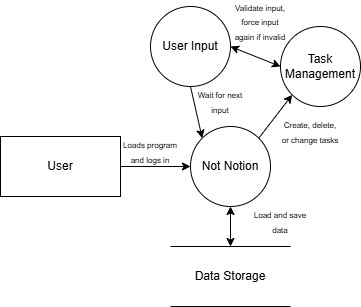 Validate input,
force input
again if invalid
User Input
Task
Management
Wait for next
input
Create, delete,
or change tasks
Loads program
and logs in
User
Not Notion
Load and save
data
Data Storage